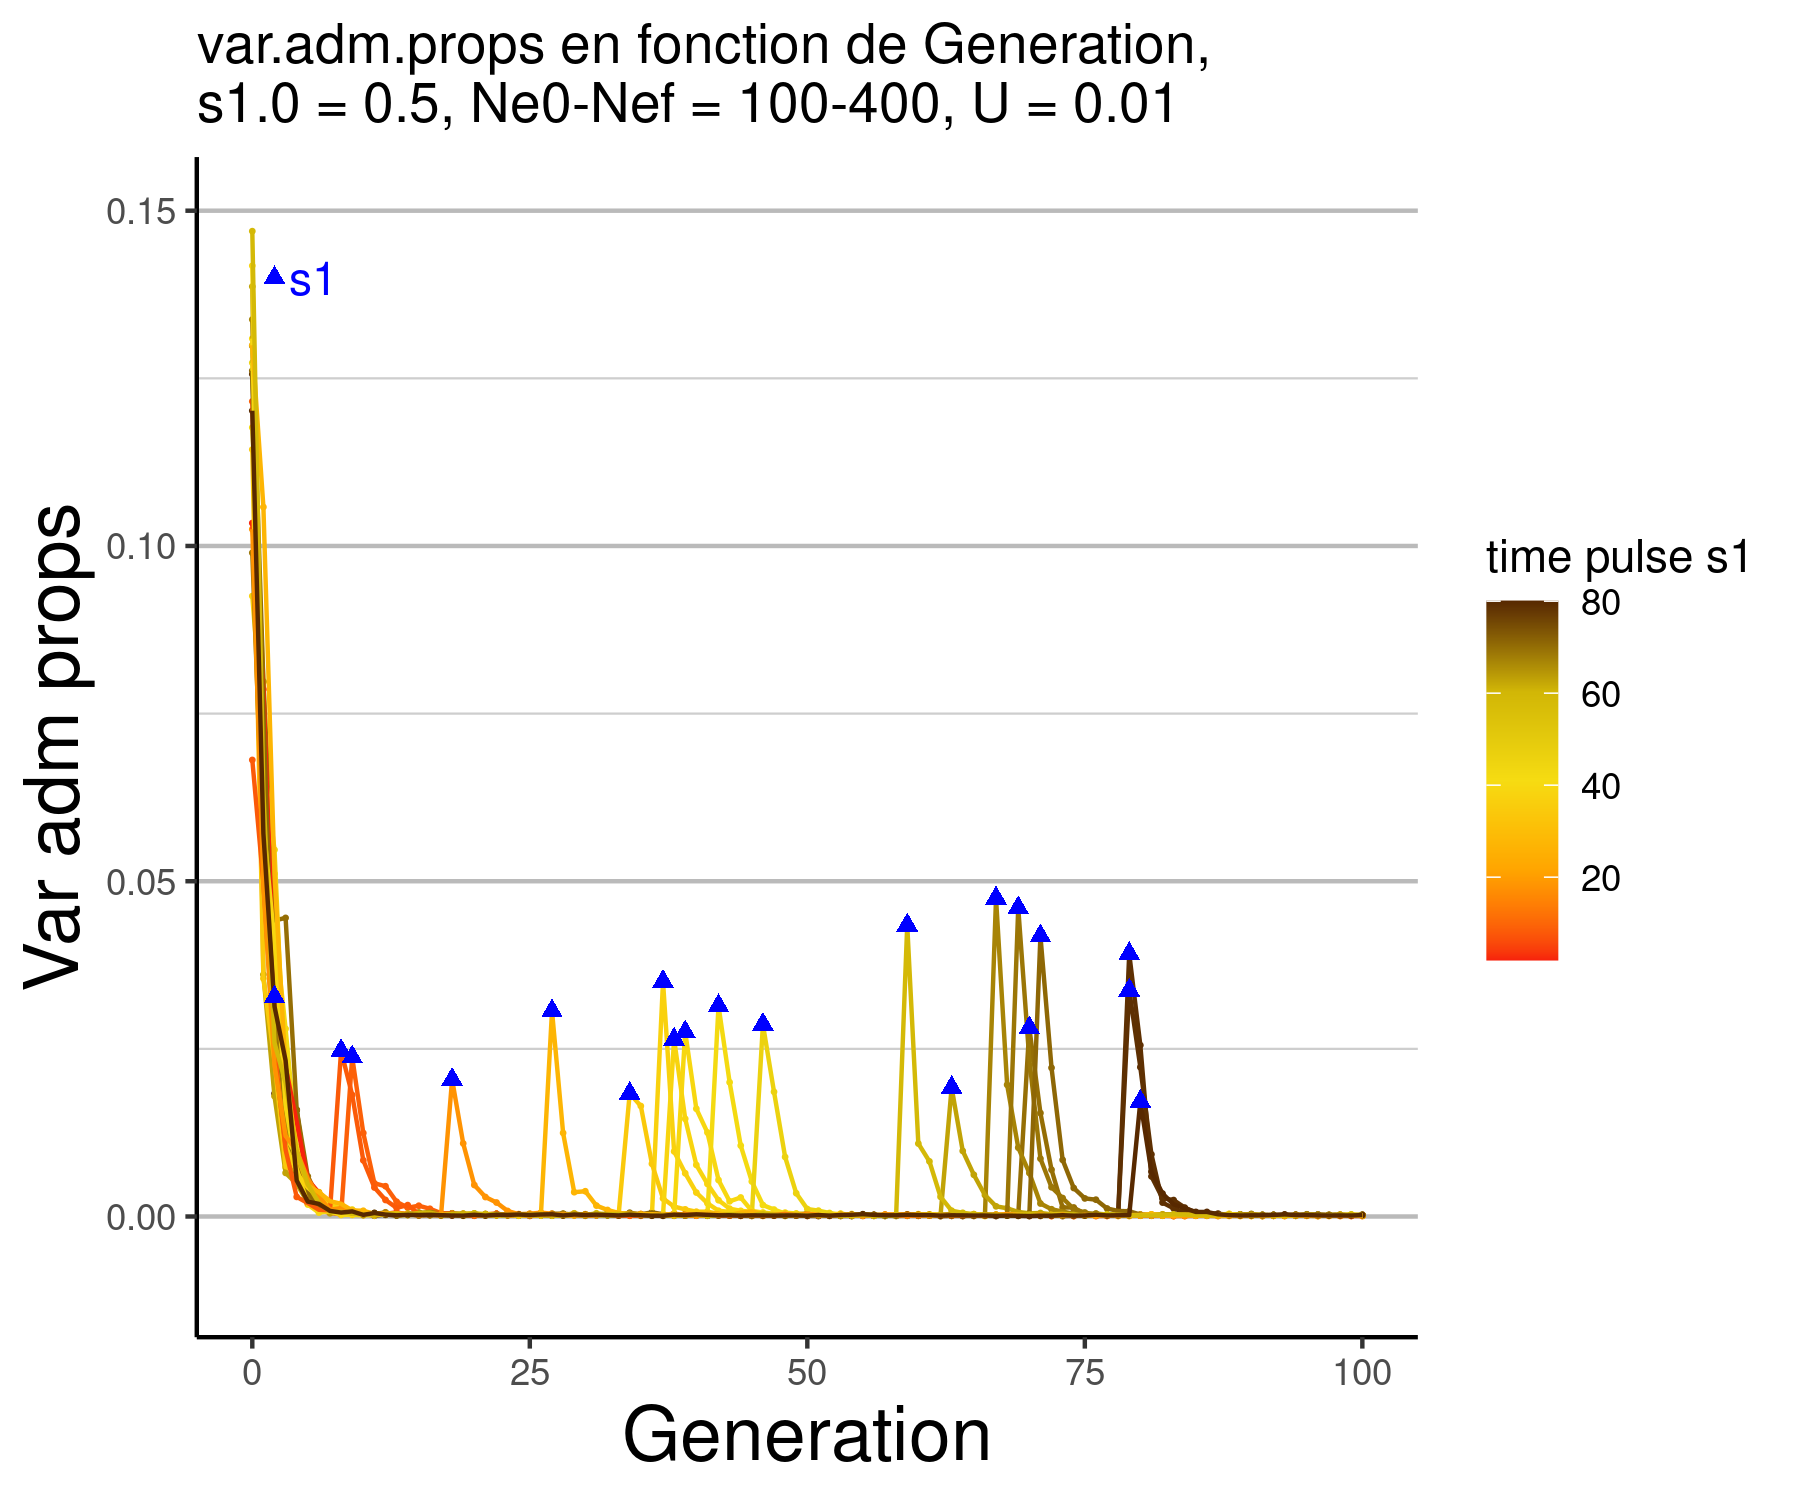 var.adm.props en fonction de Generation,
s1.0 = 0.5, Ne0-Nef = 100-400, U = 0.01
0.15
s1
0.10
0.05
0.00
Var adm props
0 25 50 75 100
Generation
time pulse s1
80
60
40
20